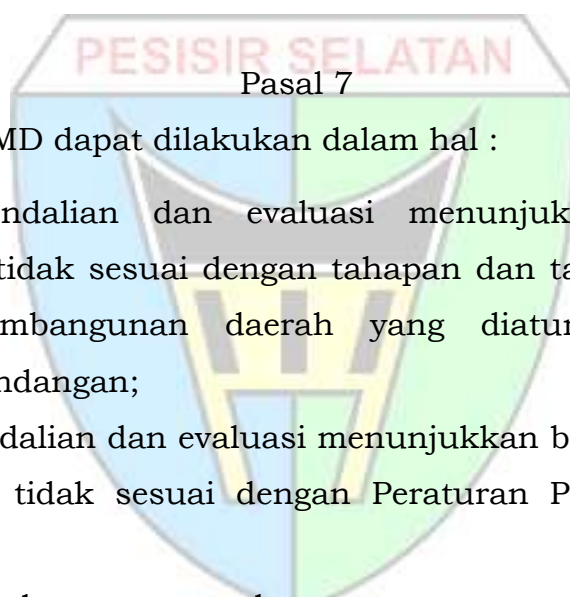 PESISIR SELATAN
Pasal 7
MD dapat dilakukan dalam hal :
ndalian dan evaluasi menunjuk
tidak sesuai dengan tahapan dan ta
mbangunan daerah yang diatur
ndangan;
dalian dan evaluasi menunjukkan b
tidak sesuai dengan Peraturan P